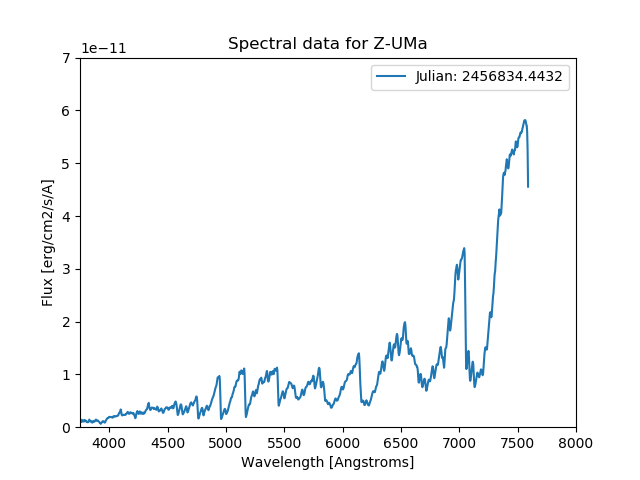 Spectral data for Z-UMa
1e−11
Julian: 2456834.4432
7
6
5
4
3
2
1
0
Flux [erg/cm2/s/A]
4000 4500 5000 5500 6000 6500 7000 7500 8000
Wavelength [Angstroms]